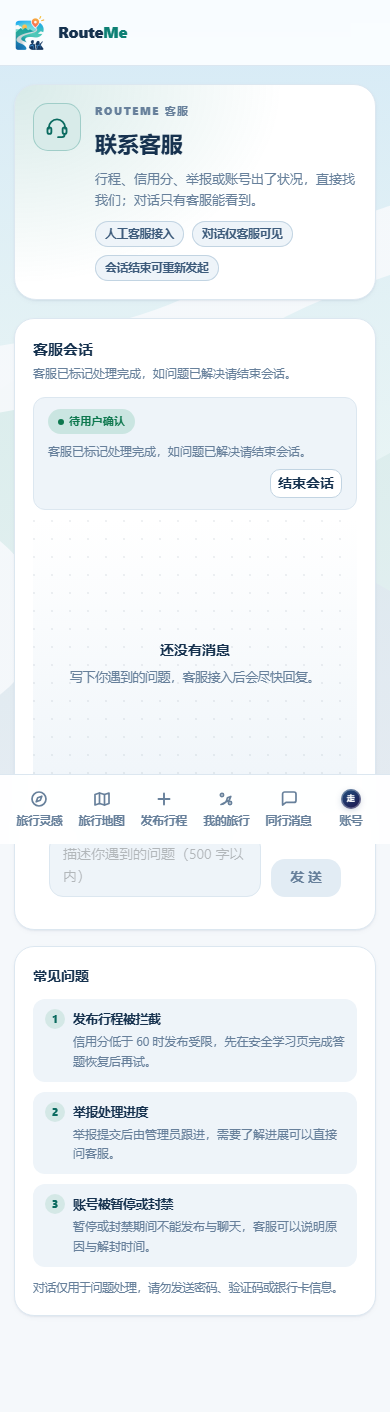 RouteMe
ROUTEME 客服
联系客服
行程、信用分、举报或账号出了状况，直接找
我们；对话只有客服能看到。
人工客服接入
对话仅客服可见
会话结束可重新发起
客服会话
客服已标记处理完成，如问题已解决请结束会话。
待用户确认
客服已标记处理完成，如问题已解决请结束会话。
结束会话
还没有消息
写下你遇到的问题，客服接入后会尽快回复。
旅行灵感
旅行地图
发布行程
我的旅行
同行消息
走
账号
描述你遇到的问题（500 字以
内）
发 送
常见问题
1 发布行程被拦截
信用分低于 60 时发布受限，先在安全学习页完成答
题恢复后再试。
2 举报处理进度
举报提交后由管理员跟进，需要了解进展可以直接
问客服。
3 账号被暂停或封禁
暂停或封禁期间不能发布与聊天，客服可以说明原
因与解封时间。
对话仅用于问题处理，请勿发送密码、验证码或银行卡信息。